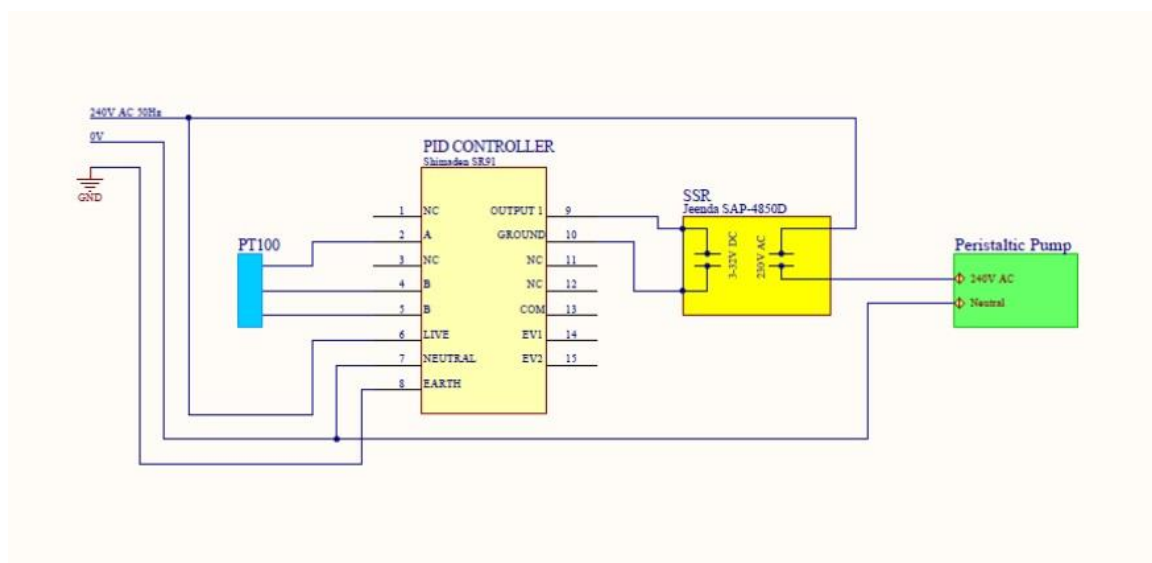 240V AC 50Hz
0V
GND
PID CONTROLLER
Shimaden SR91
1 NC OUTPUT 1 9
2 A GROUND 10
3 NC NC 11
4 B NC 12
5 B COM 13
6 LIVE EV1 14
7 NEUTRAL EV2 15
8 EARTH
PT100
SSR
Jeenda SAP-4850D
3-32V DC
230V AC
Peristaltic Pump
240V AC
Neutral